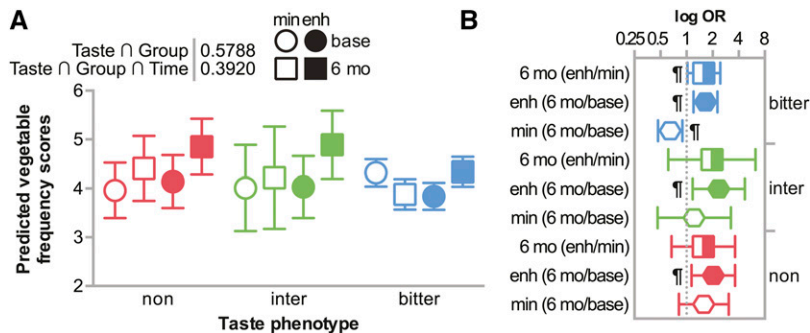 A
min enh
Taste ∩ Group 0.5788
base
Taste ∩ Group ∩ Time 0.3920
6 mo
6
5
4
3
2
Predicted vegetable
frequency scores
non inter bitter
Taste phenotype
B
log OR
0.25 0.5 1 2 4 8
6 mo (enh/min) ¶
enh (6 mo/base) ¶
min (6 mo/base) ¶
bitter
6 mo (enh/min)
enh (6 mo/base) ¶
min (6 mo/base)
inter
6 mo (enh/min)
enh (6 mo/base) ¶
min (6 mo/base)
non